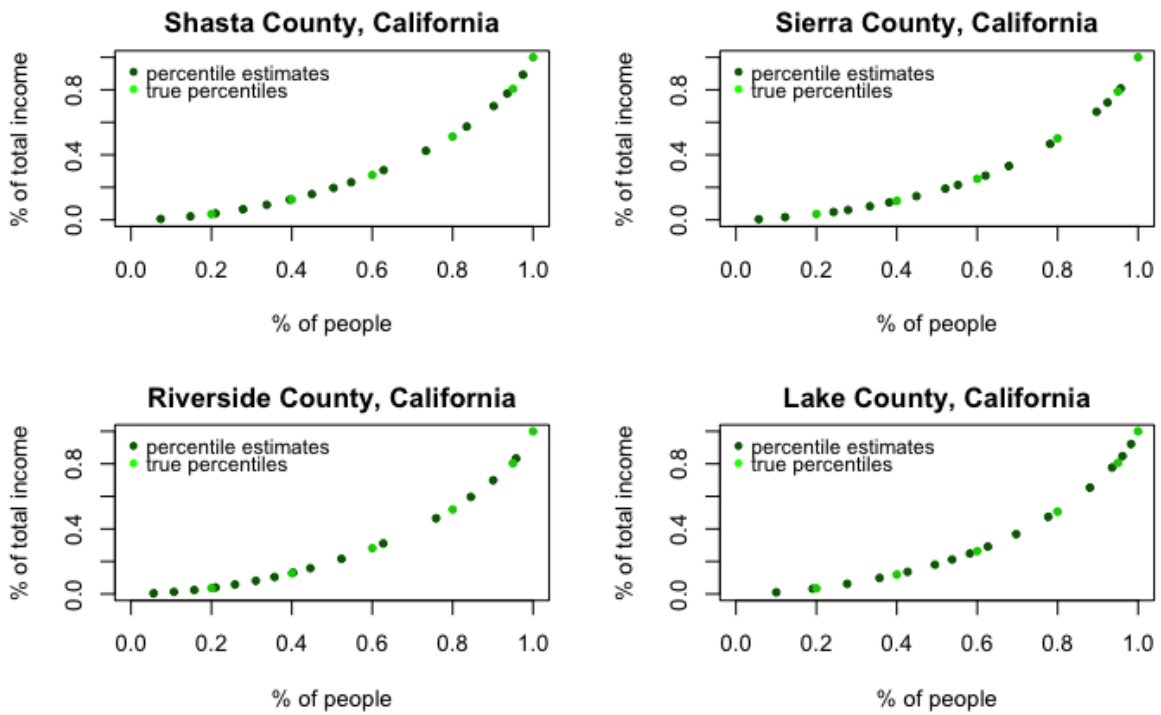 Shasta County, California
% of total income
0.0 0.4 0.8
percentile estimates
true percentiles
0.0 0.2 0.4 0.6 0.8 1.0
% of people
Sierra County, California
% of total income
0.0 0.4 0.8
percentile estimates
true percentiles
0.0 0.2 0.4 0.6 0.8 1.0
% of people
Riverside County, California
% of total income
0.0 0.4 0.8
percentile estimates
true percentiles
0.0 0.2 0.4 0.6 0.8 1.0
% of people
Lake County, California
% of total income
0.0 0.4 0.8
percentile estimates
true percentiles
0.0 0.2 0.4 0.6 0.8 1.0
% of people